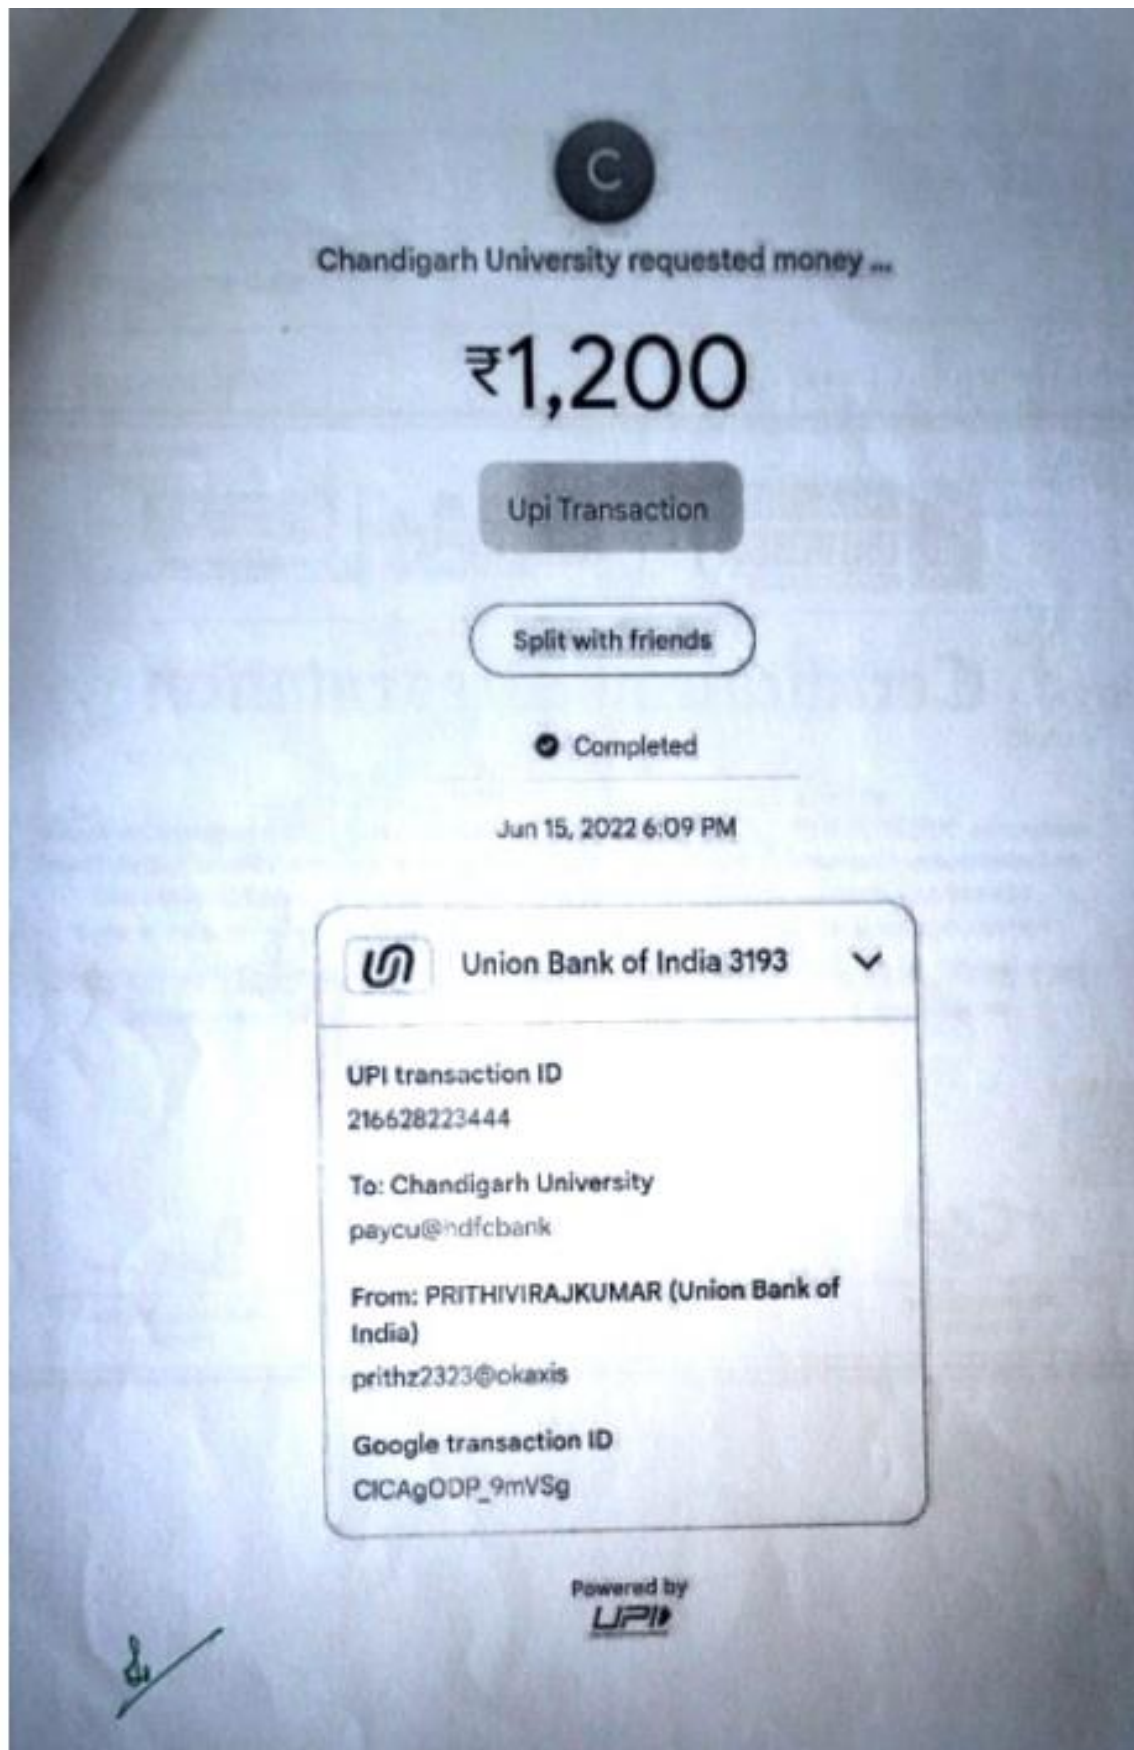 C
Chandigarh University requested money ...
₹1,200
Upi Transaction
Split with friends
Completed
Jun 15, 2022 6:09 PM
Union Bank of India 3193
UPI transaction ID
216628223444
To: Chandigarh University
paycu@hdfcbank
From: PRITHIVIRAJKUMAR (Union Bank of
India)
prithz2323@okaxis
Google transaction ID
CICAgODP_9mVSg
Powered by
UPI